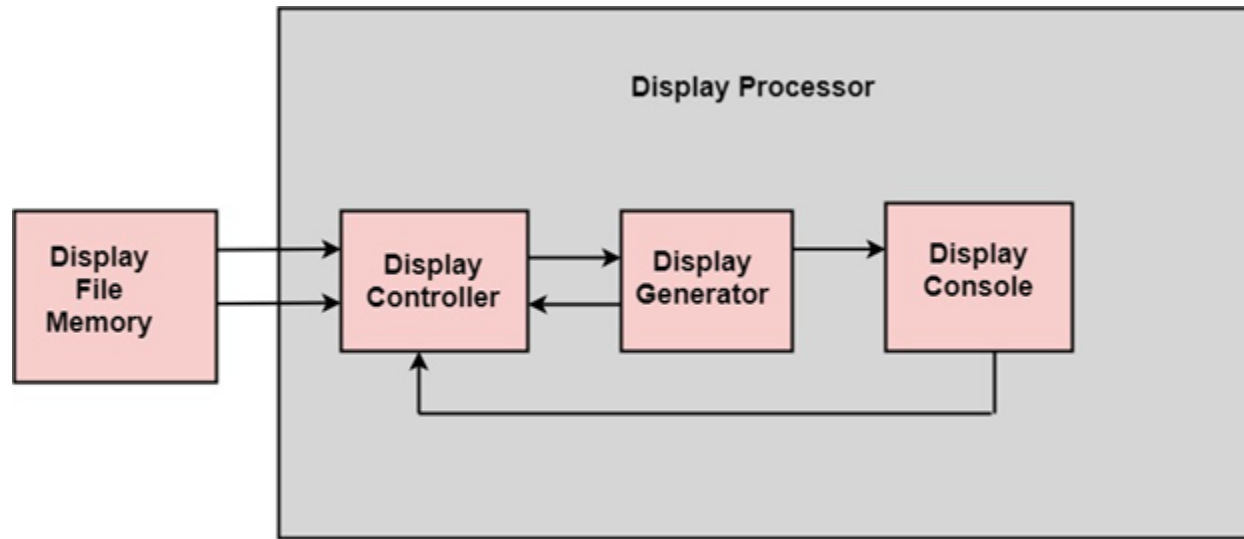 Display Processor
Display
File
Memory
Display
Controller
Display
Generator
Display
Console